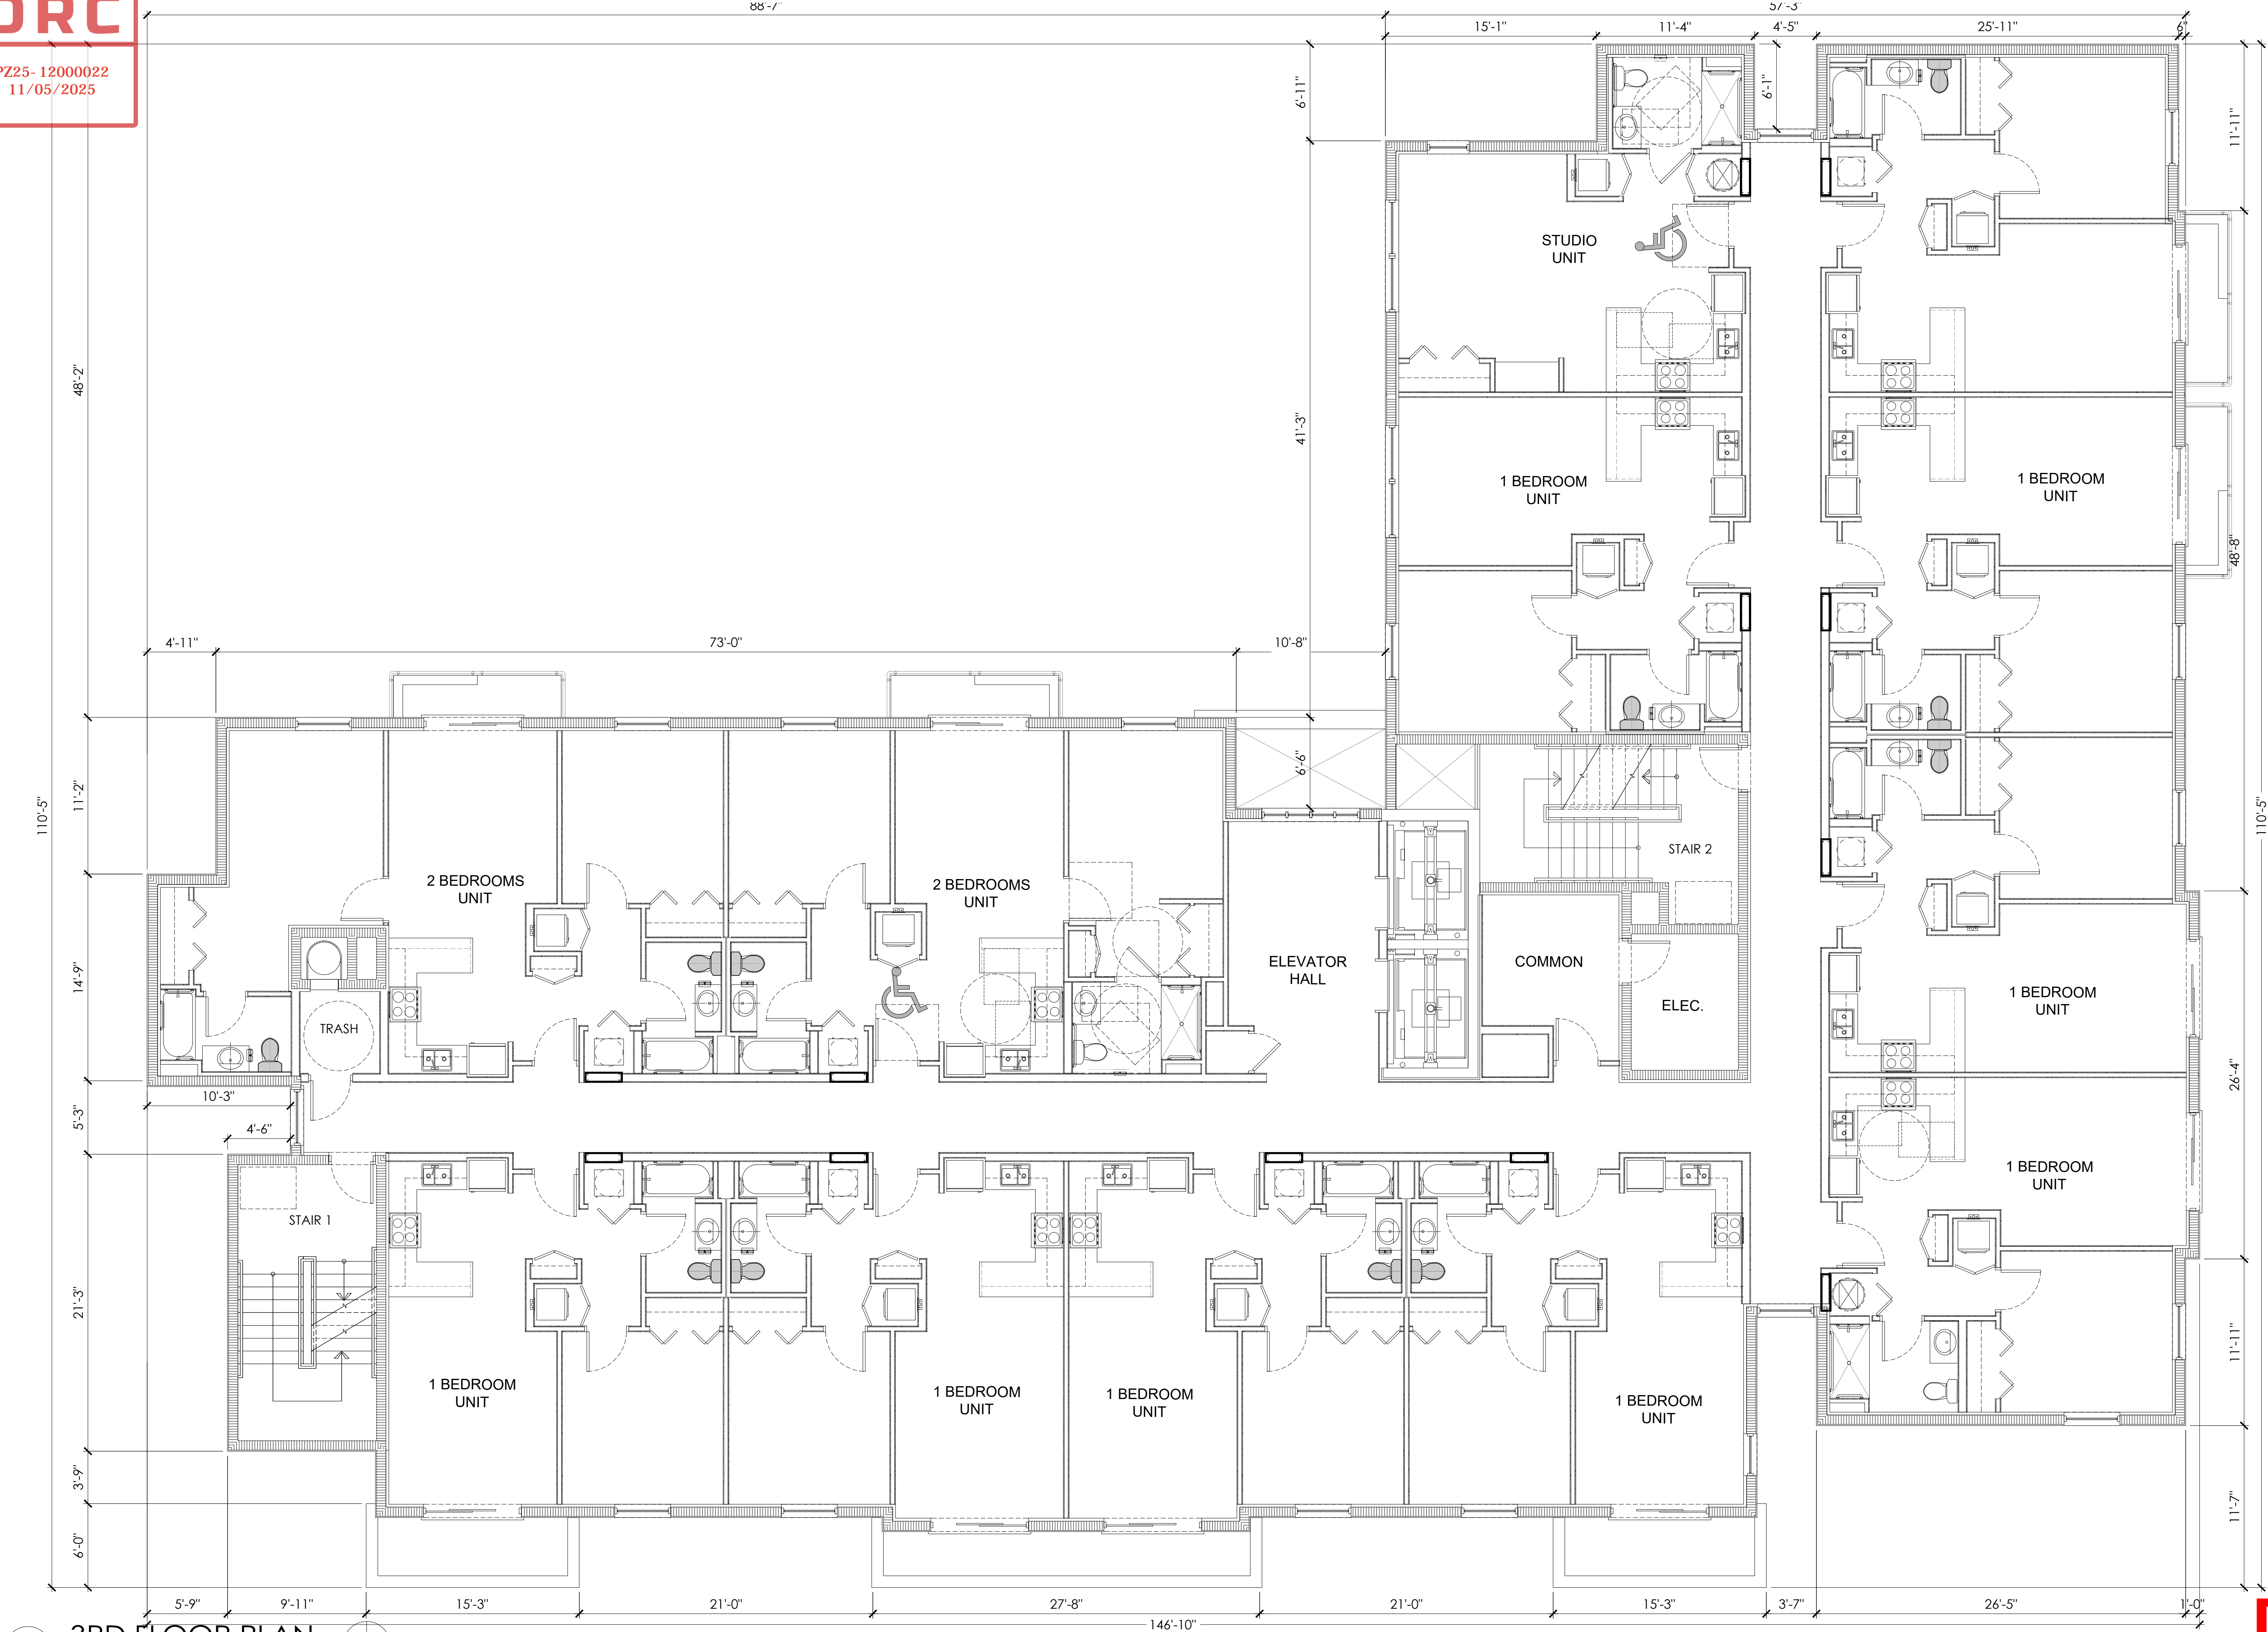 DRC
PZ25-12000022
11/05/2025
88'-7"
57'-3"
15'-1"
11'-4"
4'-5"
25'-11"
6"
6'-11"
6'-1"
11'-11"
48'-2"
41'-3"
STUDIO
UNIT
1 BEDROOM
UNIT
1 BEDROOM
UNIT
48'-8"
4'-11"
73'-0"
10'-8"
6'-6"
110'-5"
11'-2"
110'-5"
STAIR 2
2 BEDROOMS
UNIT
2 BEDROOMS
UNIT
14'-9"
ELEVATOR
HALL
COMMON
ELEC.
1 BEDROOM
UNIT
TRASH
26'-4"
10'-3"
5'-3"
4'-6"
1 BEDROOM
UNIT
STAIR 1
21'-3"
11'-11"
1 BEDROOM
UNIT
1 BEDROOM
UNIT
1 BEDROOM
UNIT
1 BEDROOM
UNIT
3'-9"
6'-0"
11'-7"
5'-9"
9'-11"
15'-3"
21'-0"
27'-8"
21'-0"
15'-3"
3'-7"
26'-5"
1'-0"
146'-10"
3RD FLOOR PLAN